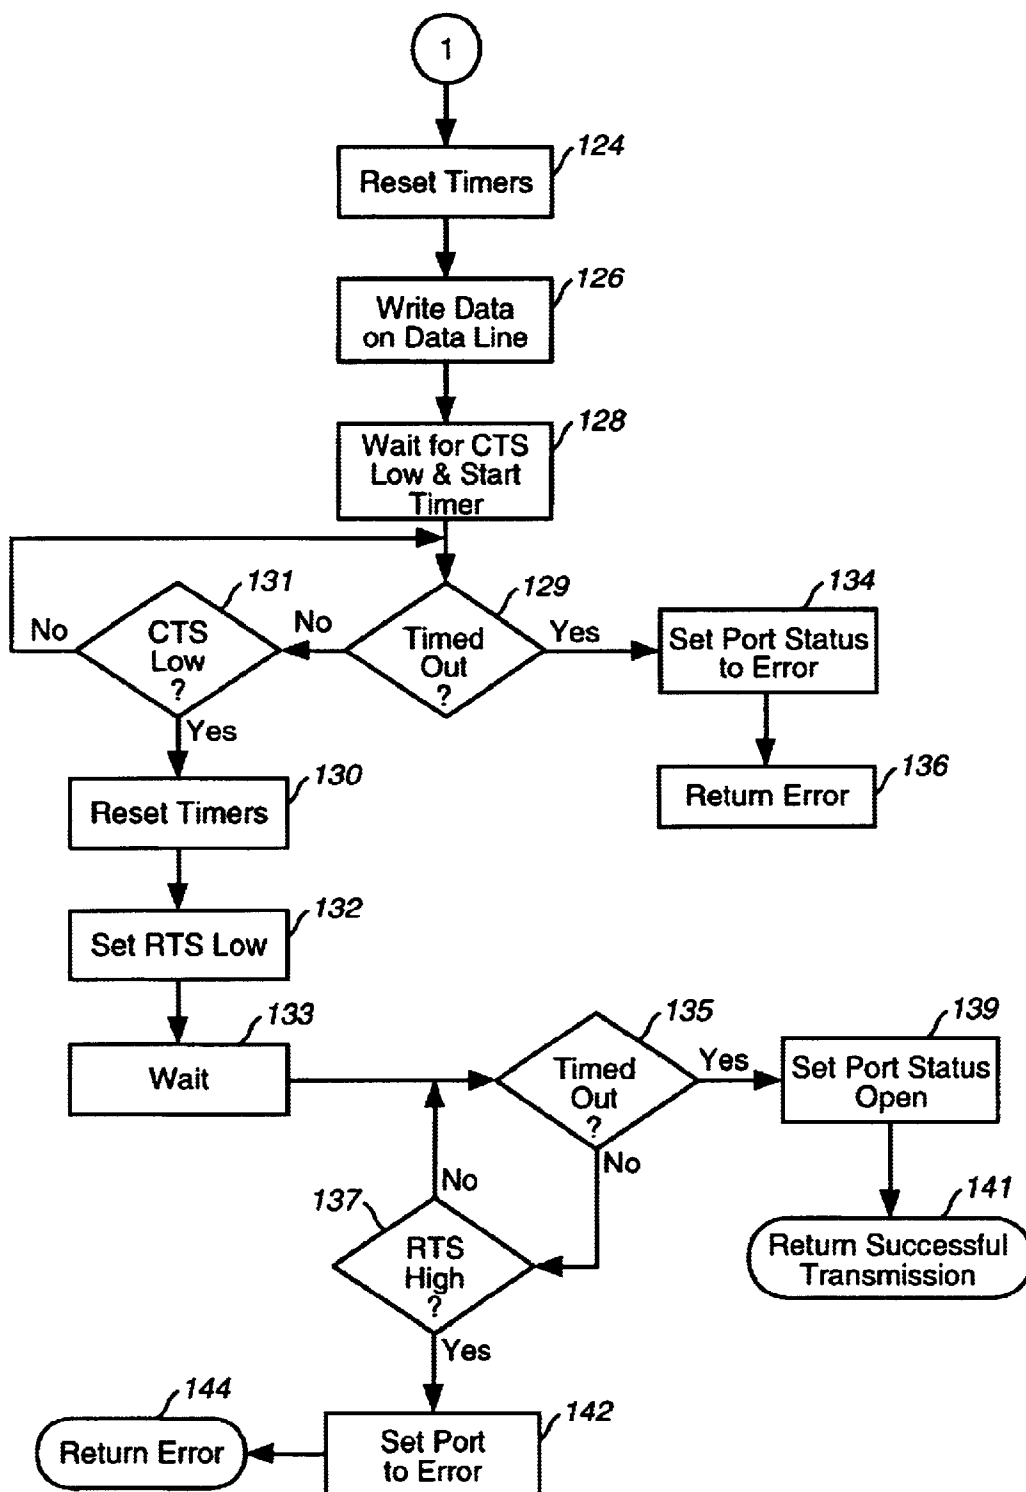 1
124
Reset Timers
126
Write Data
on Data Line
128
Wait for CTS
Low & Start
Timer
131
129
134
No
CTS
Low
?
No
Timed
Out
?
Yes
Set Port Status
to Error
Yes
130
Reset Timers
136
Return Error
132
Set RTS Low
133
Wait
135
Timed
Out
?
Yes
139
Set Port Status
Open
No
No
137
RTS
High
?
141
Return Successful
Transmission
Yes
144
Return Error
142
Set Port
to Error